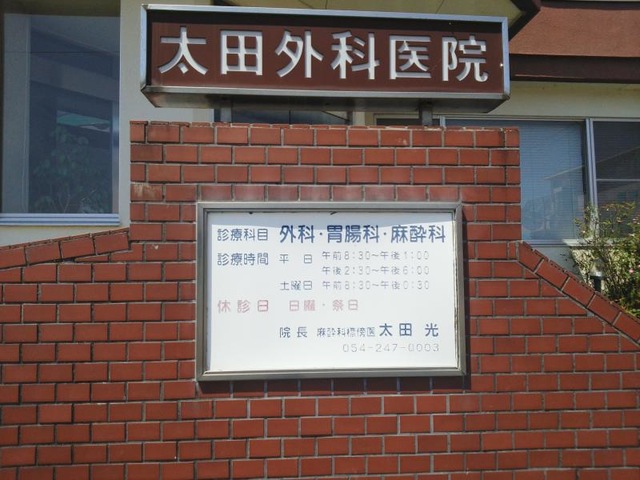 太田外科医院
診療科目 外科・胃腸科・麻酔科
診療時間 平日 午前8:30〜午後1:00
午後2:30〜午後6:00
土曜日 午前8:30〜午後0:30
休診日 日曜・祭日
院長 麻酔科標榜医 太田 光
054-247-0003